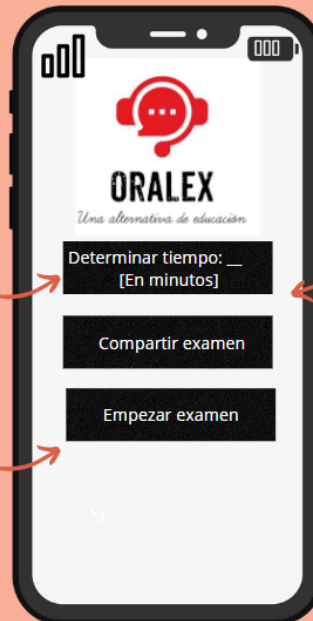 ORALEX
Una alternativa de educación
Determinar tiempo: __
[En minutos]
Compartir examen
Empezar examen
Si